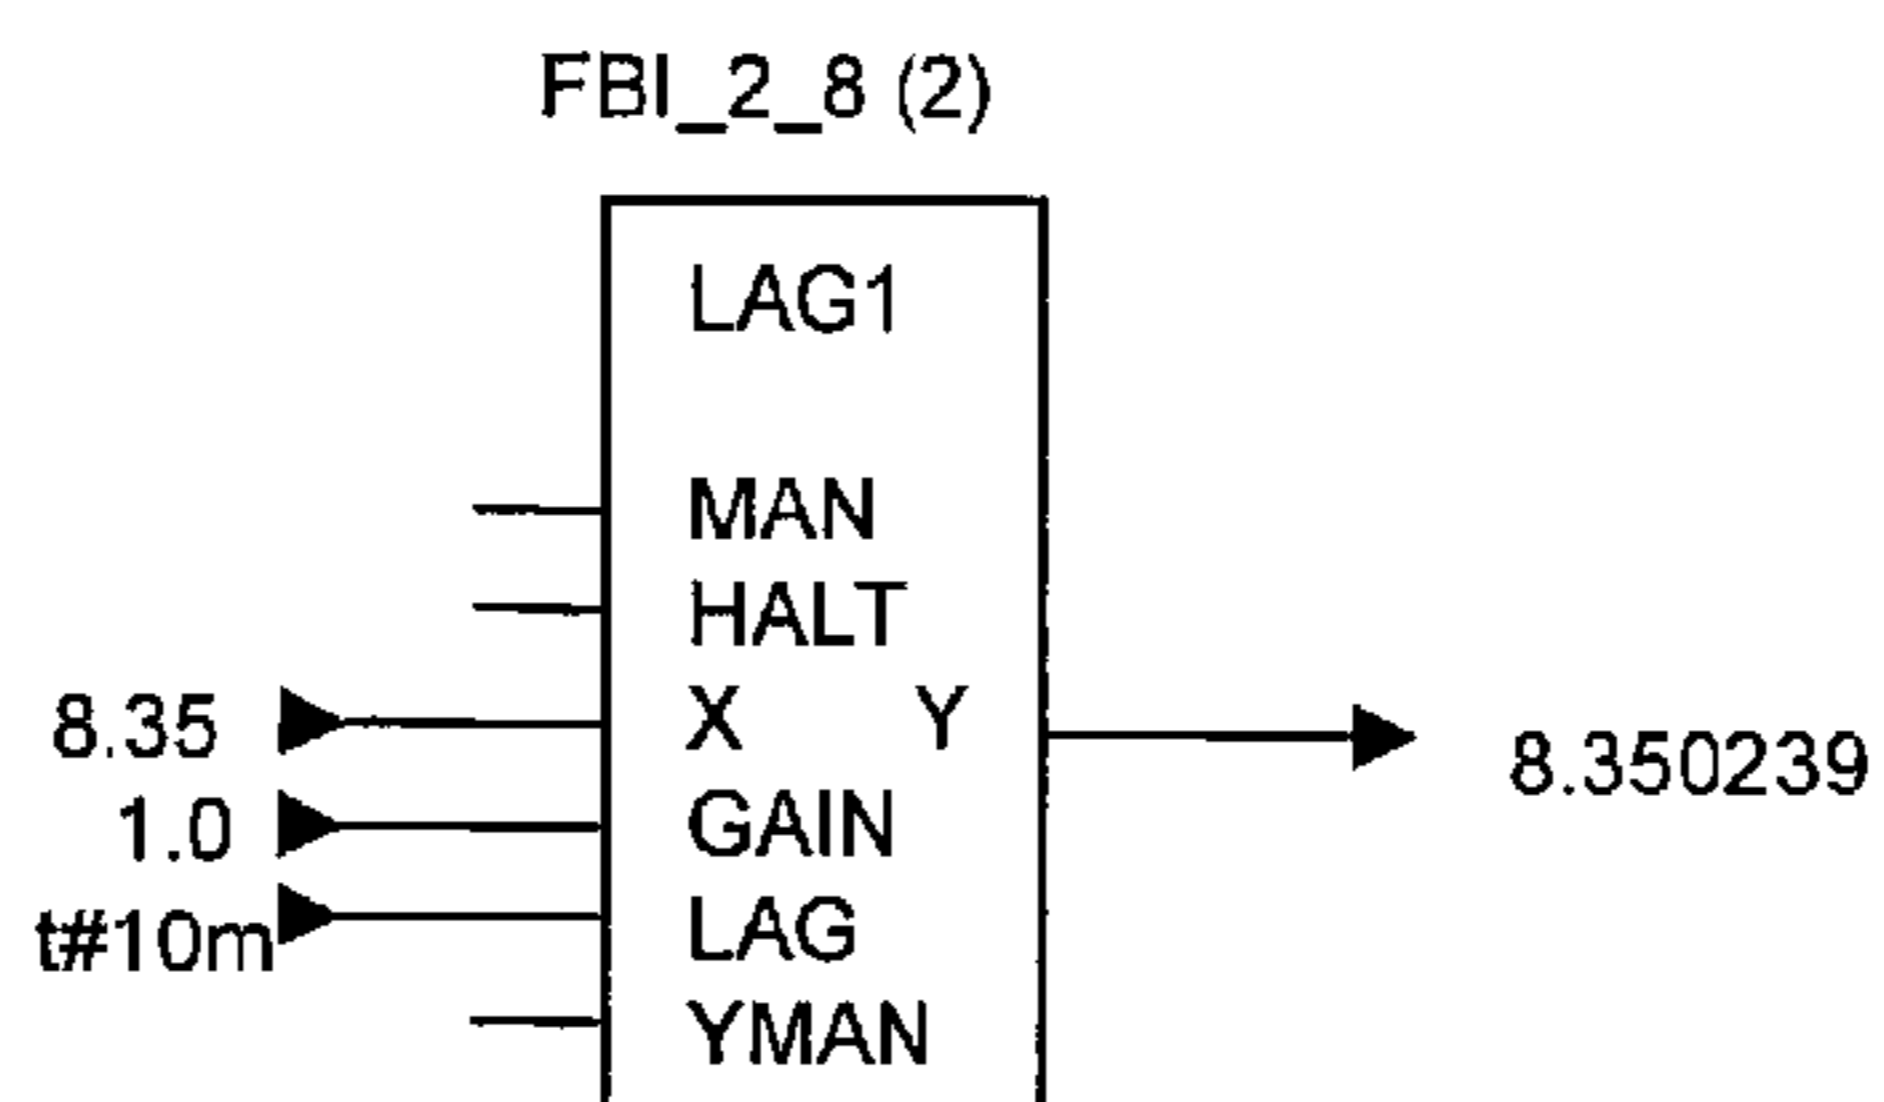 FBI_2_8 (2)
LAG1
MAN
HALT
8.35 X Y 8.350239
1.0 GAIN
t#10m LAG
YMAN